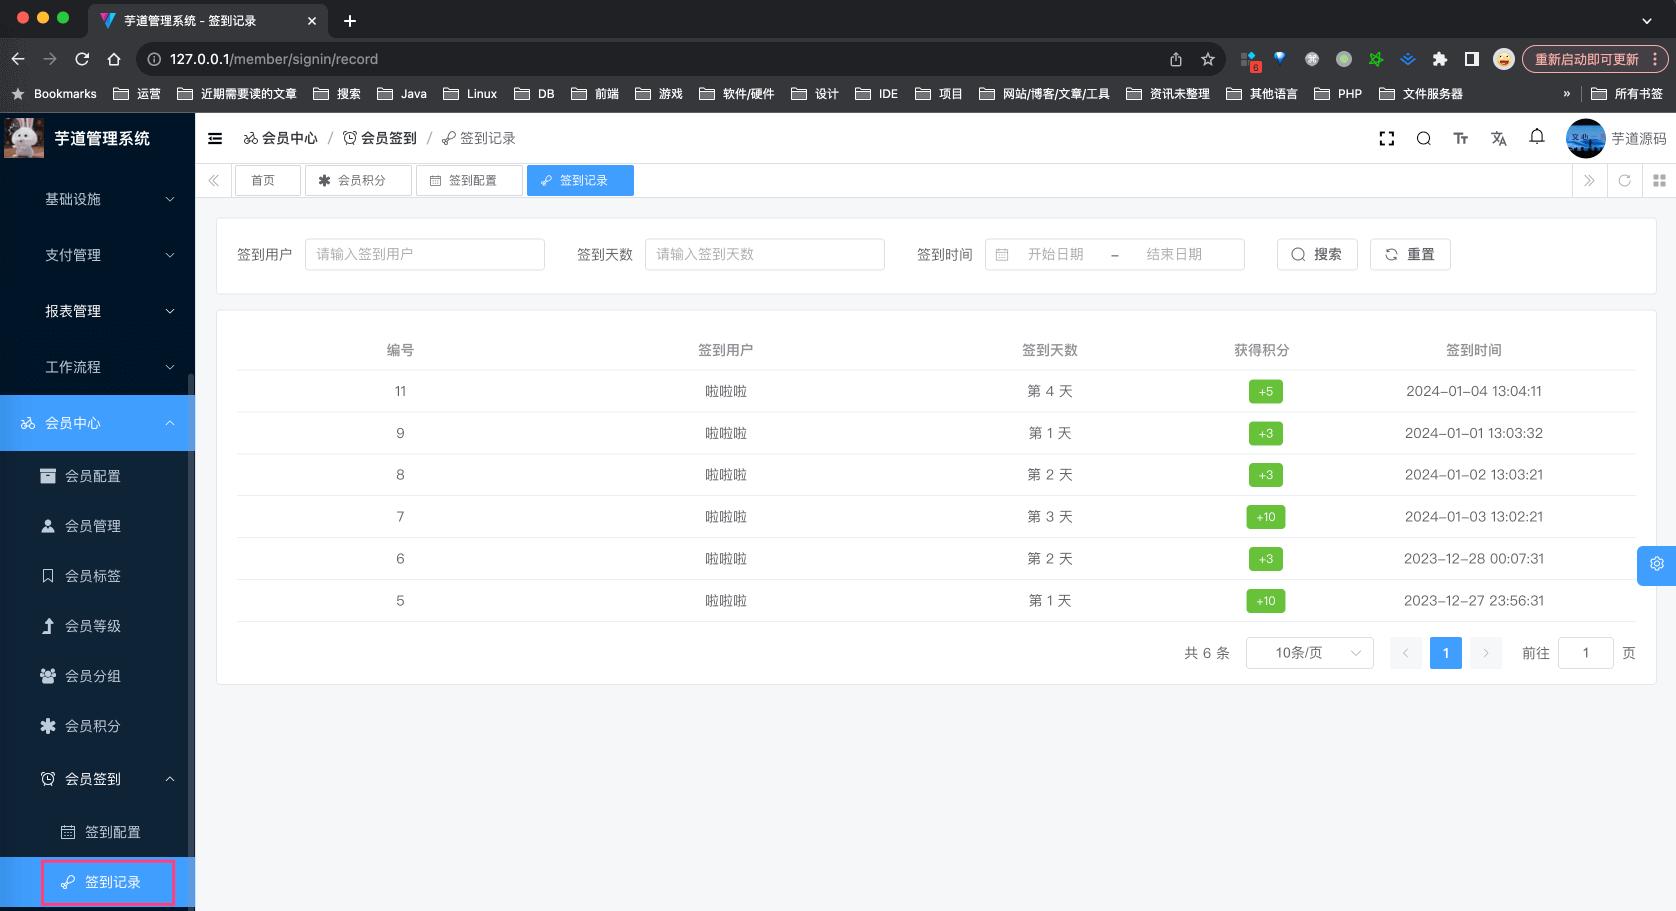 芋道管理系统 - 签到记录
127.0.0.1/member/signin/record
6
重新启动即可更新
Bookmarks 运营 近期需要读的文章 搜索 Java Linux DB 前端 游戏 软件/硬件 设计 IDE 项目 网站/博客/文章/工具 资讯未整理 其他语言 PHP 文件服务器 » 所有书签
芋道管理系统
会员中心 / 会员签到 / 签到记录
芋道源码
首页 会员积分 签到配置 签到记录
基础设施
支付管理
报表管理
工作流程
会员中心
会员配置
会员管理
会员标签
会员等级
会员分组
会员积分
会员签到
签到配置
签到记录
签到用户 请输入签到用户 签到天数 请输入签到天数 签到时间 开始日期 - 结束日期 搜索 重置
编号 签到用户 签到天数 获得积分 签到时间
11 啦啦啦 第 4 天 +5 2024-01-04 13:04:11
9 啦啦啦 第 1 天 +3 2024-01-01 13:03:32
8 啦啦啦 第 2 天 +3 2024-01-02 13:03:21
7 啦啦啦 第 3 天 +10 2024-01-03 13:02:21
6 啦啦啦 第 2 天 +3 2023-12-28 00:07:31
5 啦啦啦 第 1 天 +10 2023-12-27 23:56:31
共 6 条 10条/页 1 前往 1 页